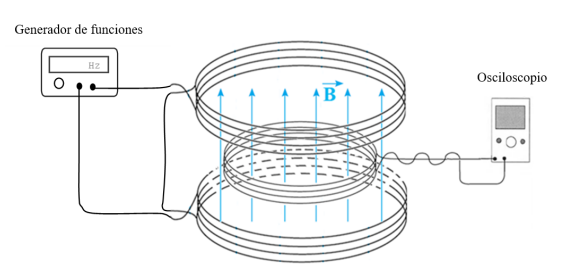 Generador de funciones
Hz
Osciloscopio
B